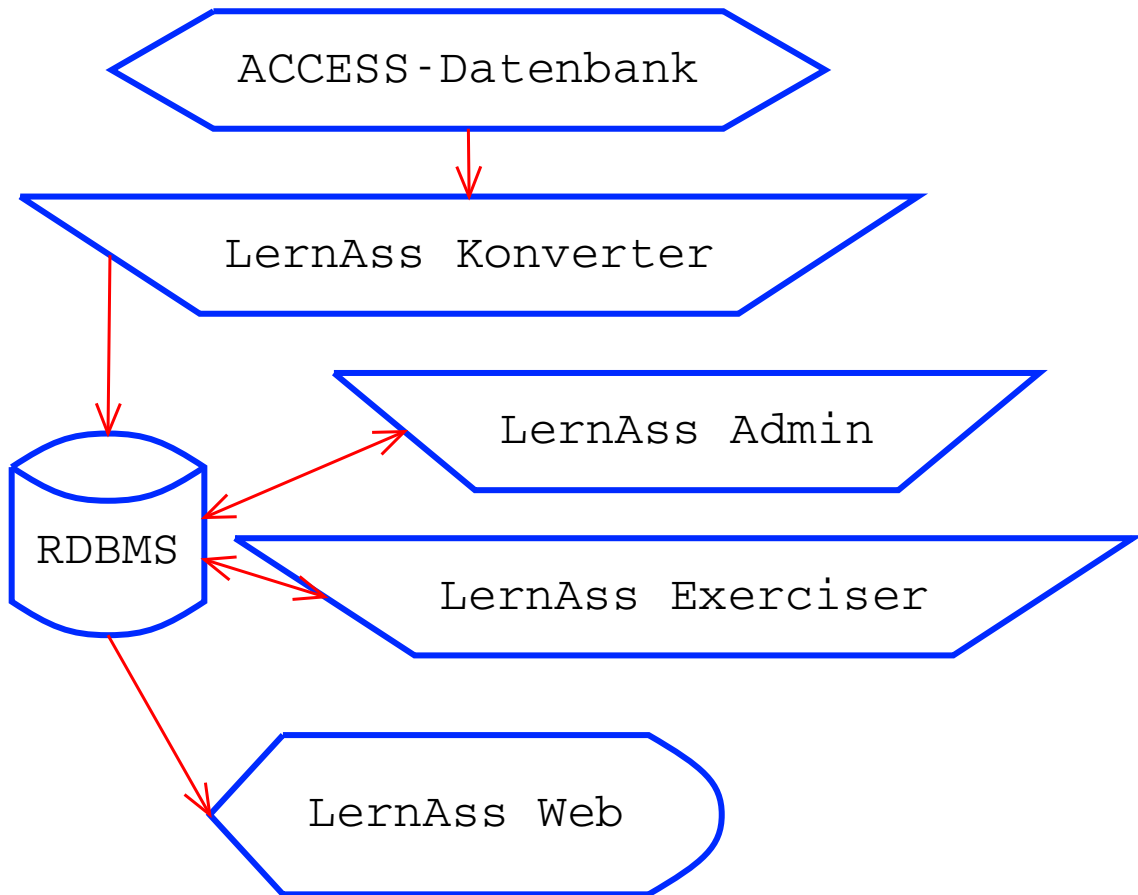 ACCESS-Datenbank
LernAss Konverter
LernAss Admin
RDBMS
LernAss Exerciser
LernAss Web